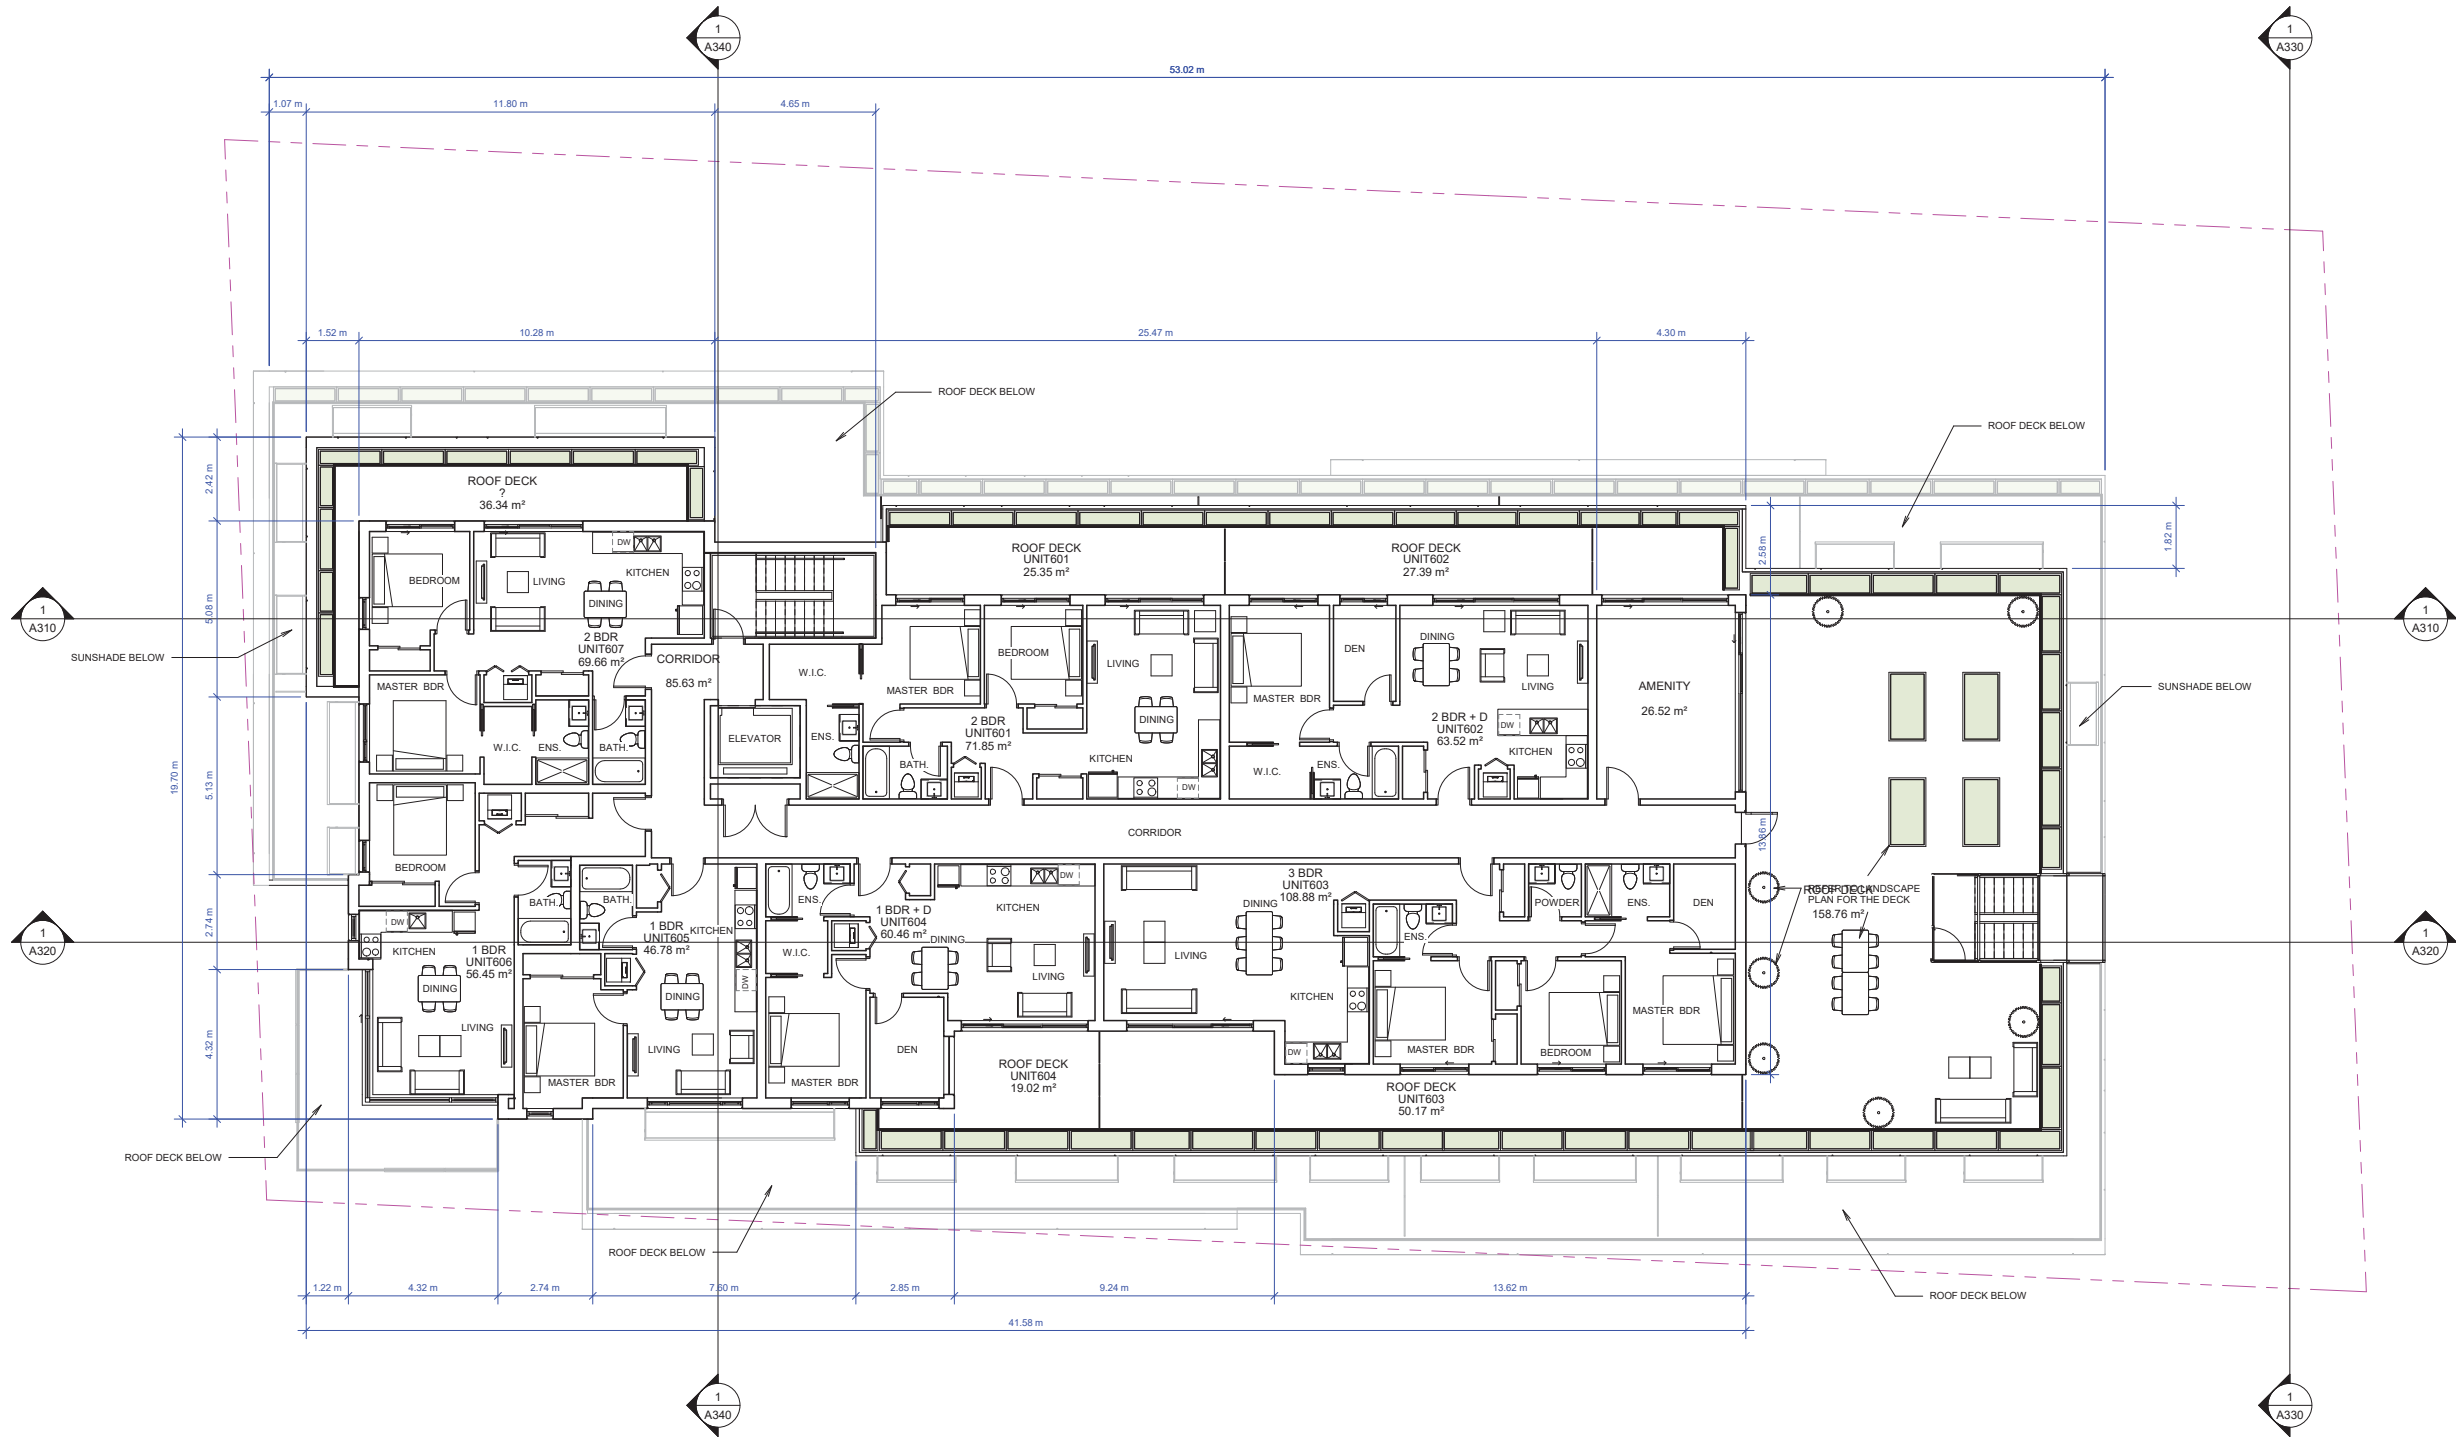 1
A340
1
A330
53.02 m
1.07 m
11.80 m
4.65 m
1.52 m
10.28 m
25.47 m
4.30 m
ROOF DECK BELOW
ROOF DECK BELOW
19.70 m
2.42 m
5.08 m
5.13 m
2.74 m
4.32 m
1.82 m
2.58 m
13.86 m
ROOF DECK
?
36.34 m²
ROOF DECK
UNIT601
25.35 m²
ROOF DECK
UNIT602
27.39 m²
1
A310
1
A310
SUNSHADE BELOW
SUNSHADE BELOW
BEDROOM
LIVING
DW
KITCHEN
DINING
2 BDR
UNIT607
69.66 m²
MASTER BDR
W.I.C.
ENS.
BATH.
CORRIDOR
85.63 m²
ELEVATOR
W.I.C.
ENS.
MASTER BDR
BATH.
BEDROOM
2 BDR
UNIT601
71.85 m²
LIVING
DINING
KITCHEN
DW
MASTER BDR
W.I.C.
ENS.
DEN
DINING
LIVING
2 BDR + D
UNIT602
63.52 m²
DW
KITCHEN
AMENITY
26.52 m²
CORRIDOR
BEDROOM
BATH.
DW
KITCHEN
1 BDR
UNIT606
56.45 m²
DINING
LIVING
BATH.
1 BDR
UNIT605
46.78 m²
KITCHEN
DW
DINING
LIVING
MASTER BDR
ENS.
W.I.C.
1 BDR + D
UNIT604
60.46 m²
DINING
KITCHEN
DW
LIVING
MASTER BDR
DEN
3 BDR
UNIT603
108.88 m²
DINING
LIVING
KITCHEN
DW
ENS.
POWDER
ENS.
DEN
MASTER BDR
BEDROOM
MASTER BDR
ROOF DECK
REFER TO LANDSCAPE
PLAN FOR THE DECK
158.76 m²
1
A320
1
A320
ROOF DECK
UNIT604
19.02 m²
ROOF DECK
UNIT603
50.17 m²
ROOF DECK BELOW
ROOF DECK BELOW
ROOF DECK BELOW
1.22 m
4.32 m
2.74 m
7.60 m
2.85 m
9.24 m
13.62 m
41.58 m
1
A340
1
A330